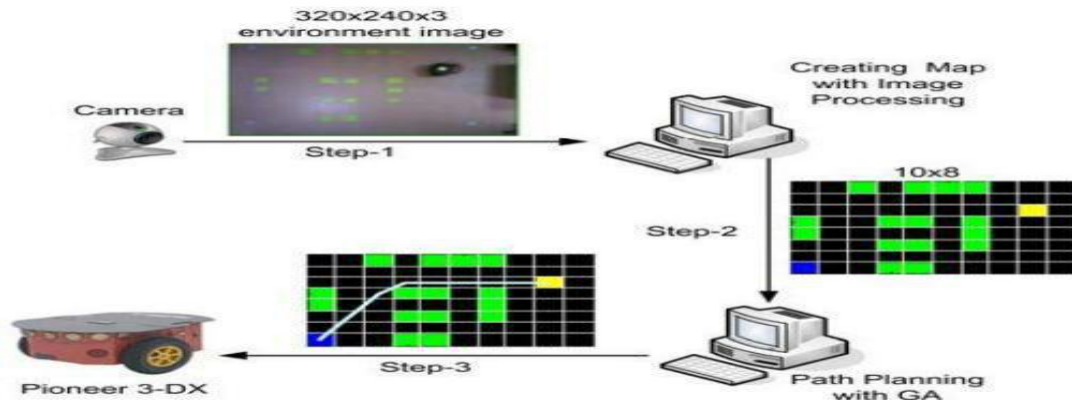 320x240x3
environment image
Camera
Step-1
Creating Map
with Image
Processing
10x8
Step-2
Step-3
Pioneer 3-DX
Path Planning
with GA